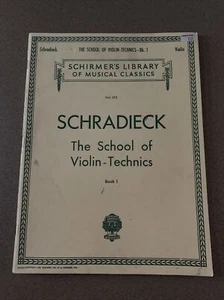 Schradieck THE SCHOOL OF VIOLIN-TECHNICS-Bk. 1 Violin
SCHIRMER'S LIBRARY
OF MUSICAL CLASSICS
SCHRADIECK
The School of
Violin-Technics
Book 1